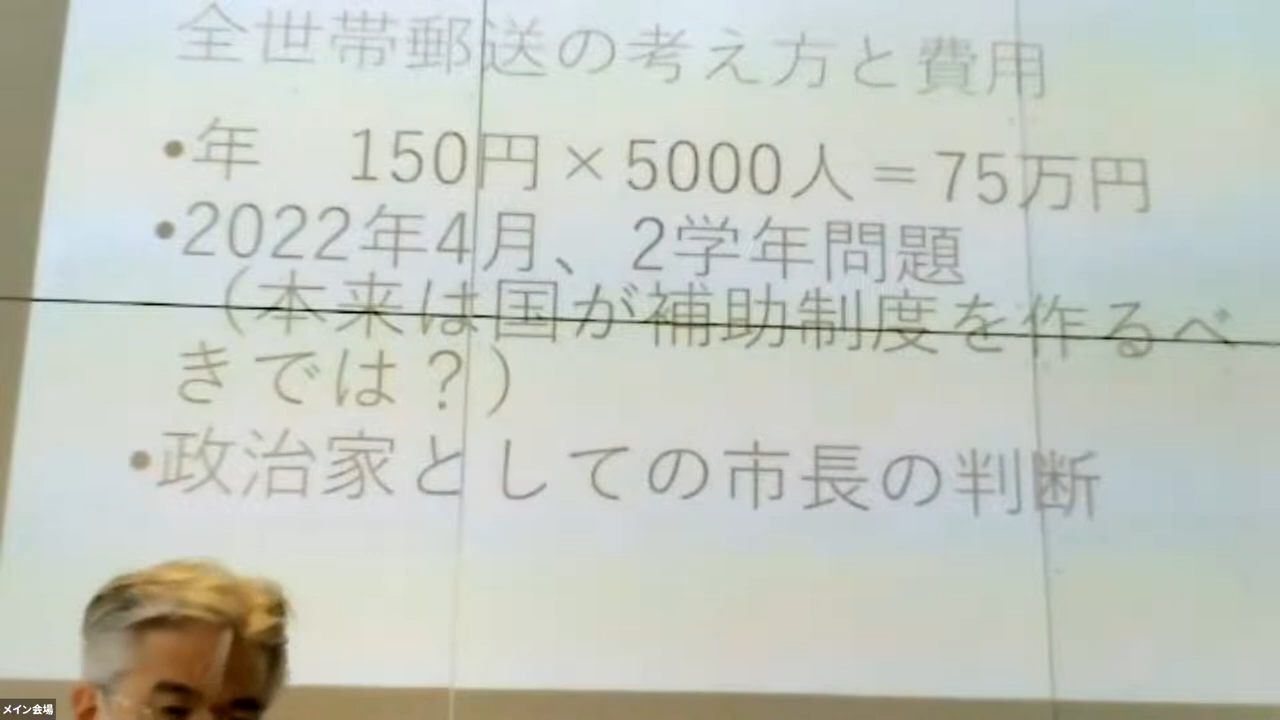 全世帯郵送の考え方と費用
•年　150円×5000人＝75万円
•2022年4月、2学年問題
（本来は国が補助制度を作るべ
きでは？）
•政治家としての市長の判断
メイン会場